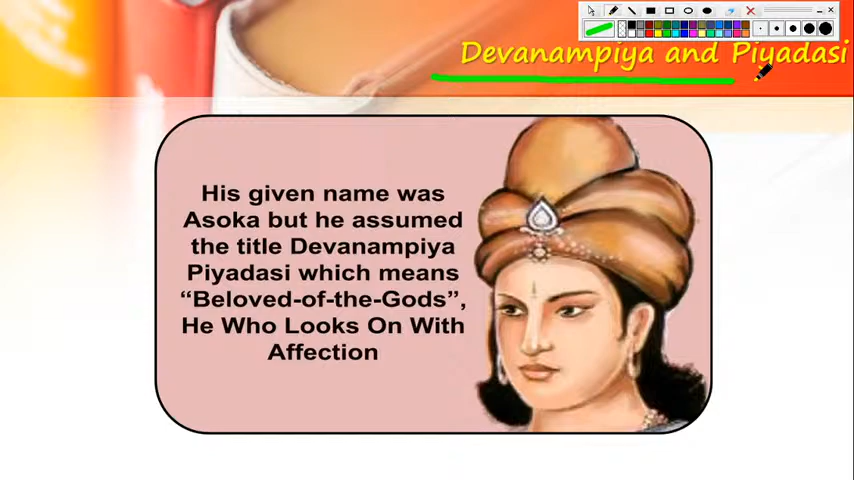 Devanampiya and Piyadasi
His given name was
Asoka but he assumed
the title Devanampiya
Piyadasi which means
“Beloved-of-the-Gods”,
He Who Looks On With
Affection